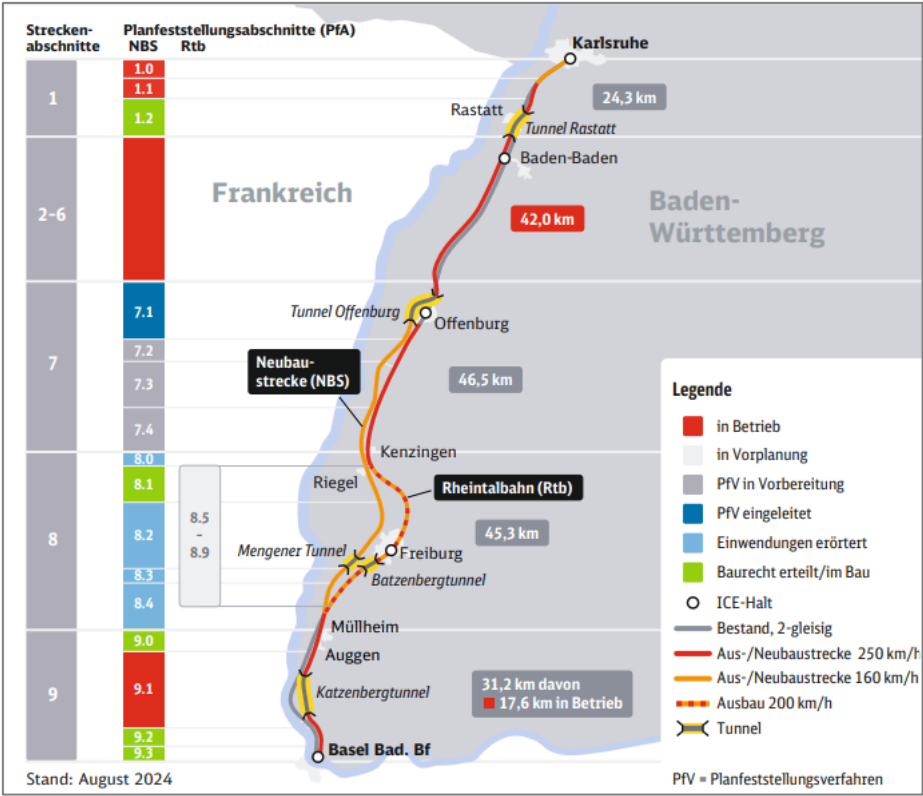 Strecken-
abschnitte
Planfeststellungsabschnitte (PfA)
NBS Rtb
1
1.0
1.1
1.2
2–6
7
7.1
7.2
7.3
7.4
8
8.0
8.1
8.2
8.3
8.4
8.5
-
8.9
9
9.0
9.1
9.2
9.3
Karlsruhe
24,3 km
Rastatt
Tunnel Rastatt
Baden-Baden
Frankreich
Baden-
Württemberg
42,0 km
Tunnel Offenburg
Offenburg
Neubau-
strecke (NBS)
46,5 km
Kenzingen
Riegel
Rheintalbahn (Rtb)
45,3 km
Mengener Tunnel
Freiburg
Batzenbergtunnel
Müllheim
Auggen
Katzenbergtunnel
31,2 km davon
17,6 km in Betrieb
Basel Bad. Bf
Legende
in Betrieb
in Vorplanung
PfV in Vorbereitung
PfV eingeleitet
Einwendungen erörtert
Baurecht erteilt/im Bau
ICE-Halt
Bestand, 2-gleisig
Aus-/Neubaustrecke 250 km/h
Aus-/Neubaustrecke 160 km/h
Ausbau 200 km/h
Tunnel
PfV = Planfeststellungsverfahren
Stand: August 2024